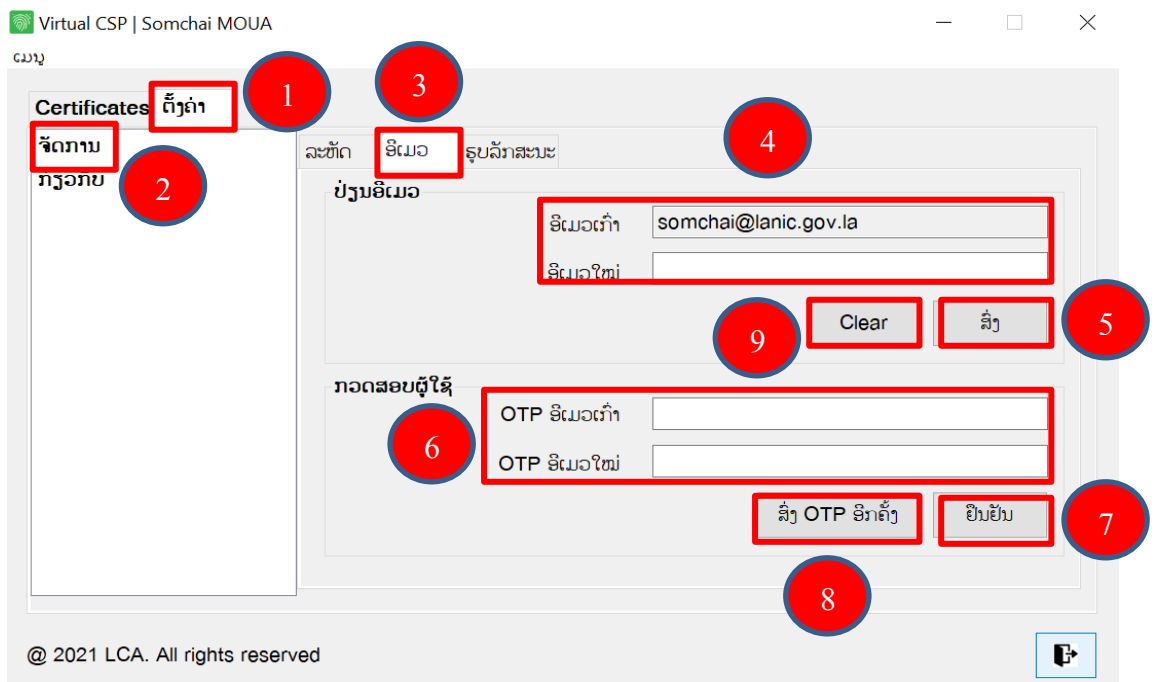 Virtual CSP | Somchai MOUA
ເມນູ
1
3
Certificates ຕັ້ງຄ່າ
4
ຈັດການ
ລະຫັດ ອີເມວ ຮູບລັກສະນະ
ກ່ຽວກັບ
2
ປ່ຽນອີເມວ
ອີເມວເກົ່າ somchai@lanic.gov.la
ອີເມວໃໝ່
Clear ສົ່ງ
9
5
ກວດສອບຜູ້ໃຊ້
OTP ອີເມວເກົ່າ
6
OTP ອີເມວໃໝ່
ສົ່ງ OTP ອີກຄັ້ງ ຢືນຢັນ
7
8
@ 2021 LCA. All rights reserved